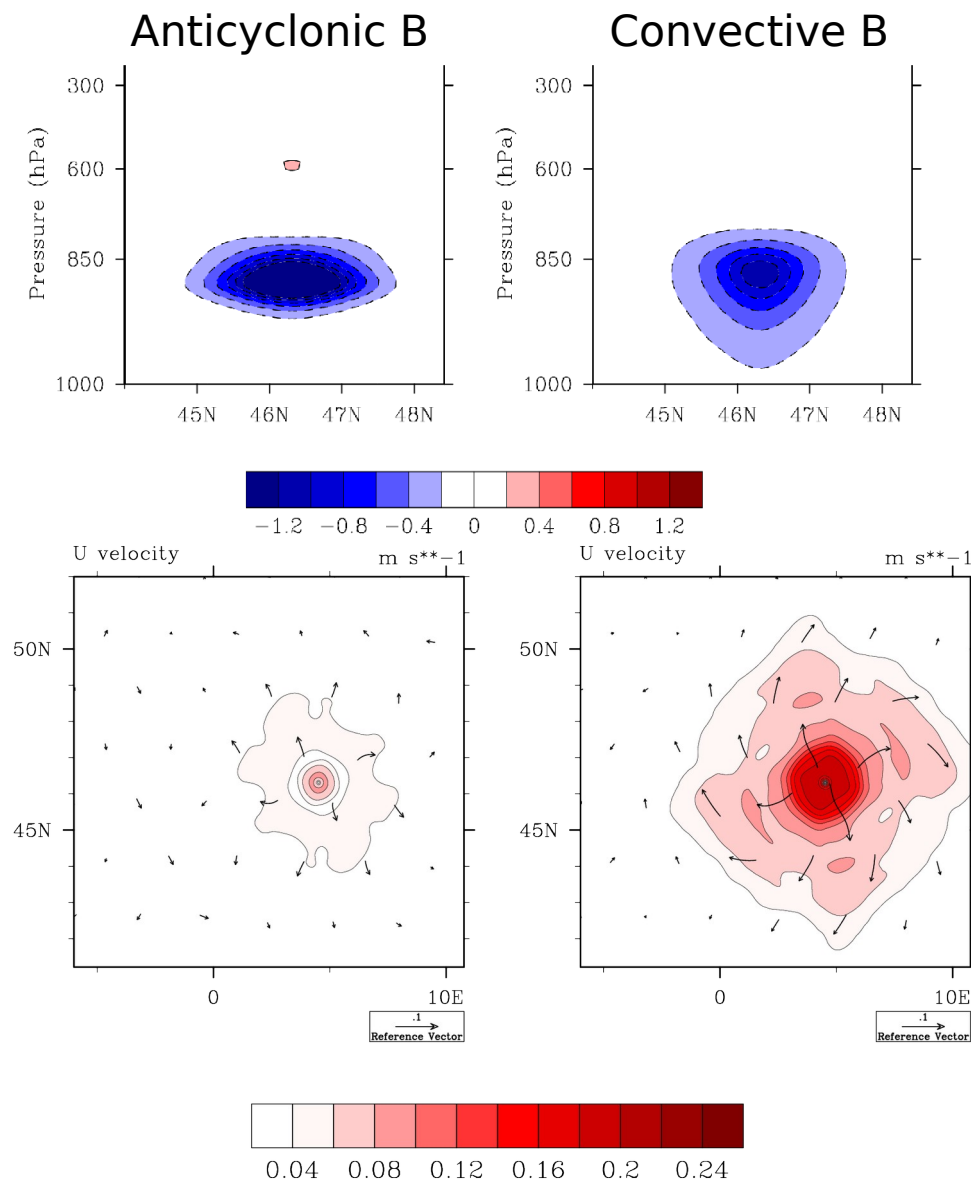 Anticyclonic B Convective B
300 300
600 600
850 850
1000 1000
Pressure (hPa) Pressure (hPa)
45N 46N 47N 48N 45N 46N 47N 48N
−1.2 −0.8 −0.4 0 0.4 0.8 1.2
U velocity m s**−1 U velocity m s**−1
50N 50N
45N 45N
0 10E 0 10E
.1 .1
Reference Vector Reference Vector
0.04 0.08 0.12 0.16 0.2 0.24